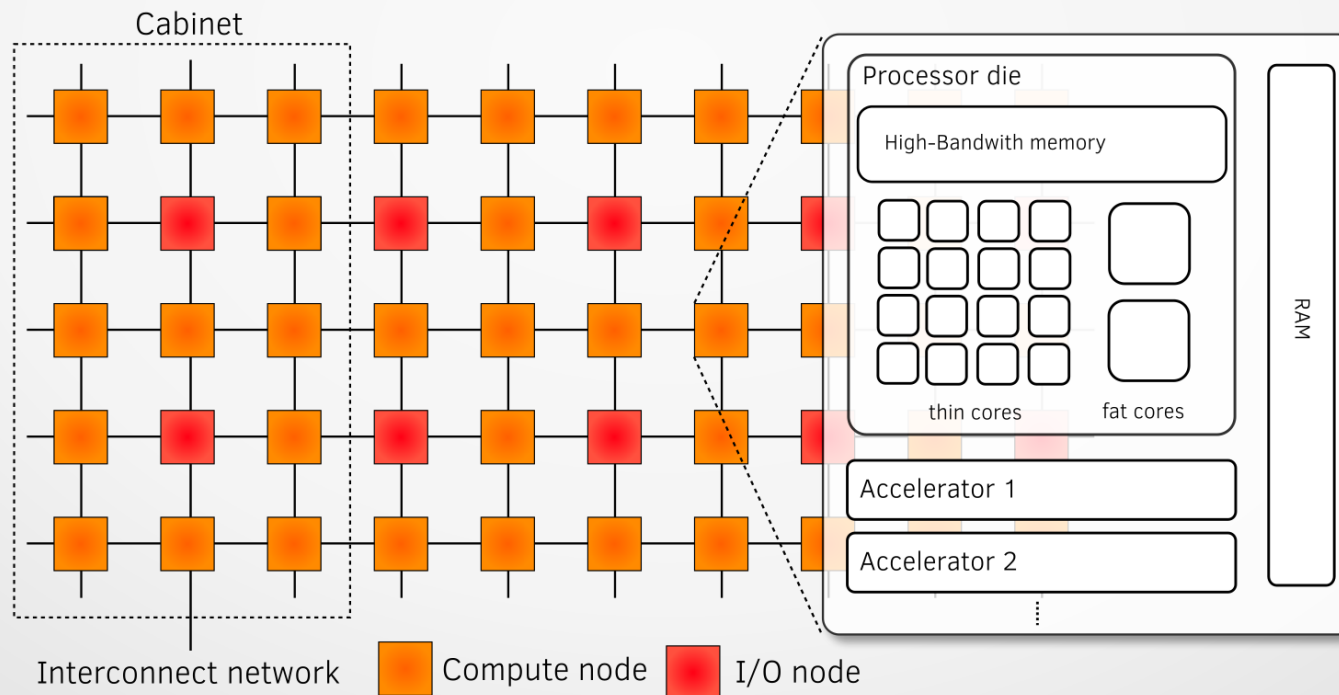 Cabinet
Processor die
High-Bandwith memory
thin cores
fat cores
RAM
Accelerator 1
Accelerator 2
Interconnect network
Compute node
I/O node